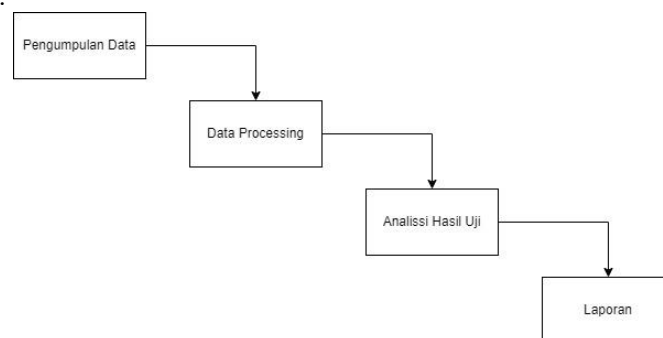 Pengumpulan Data
Data Processing
Analissi Hasil Uji
Laporan